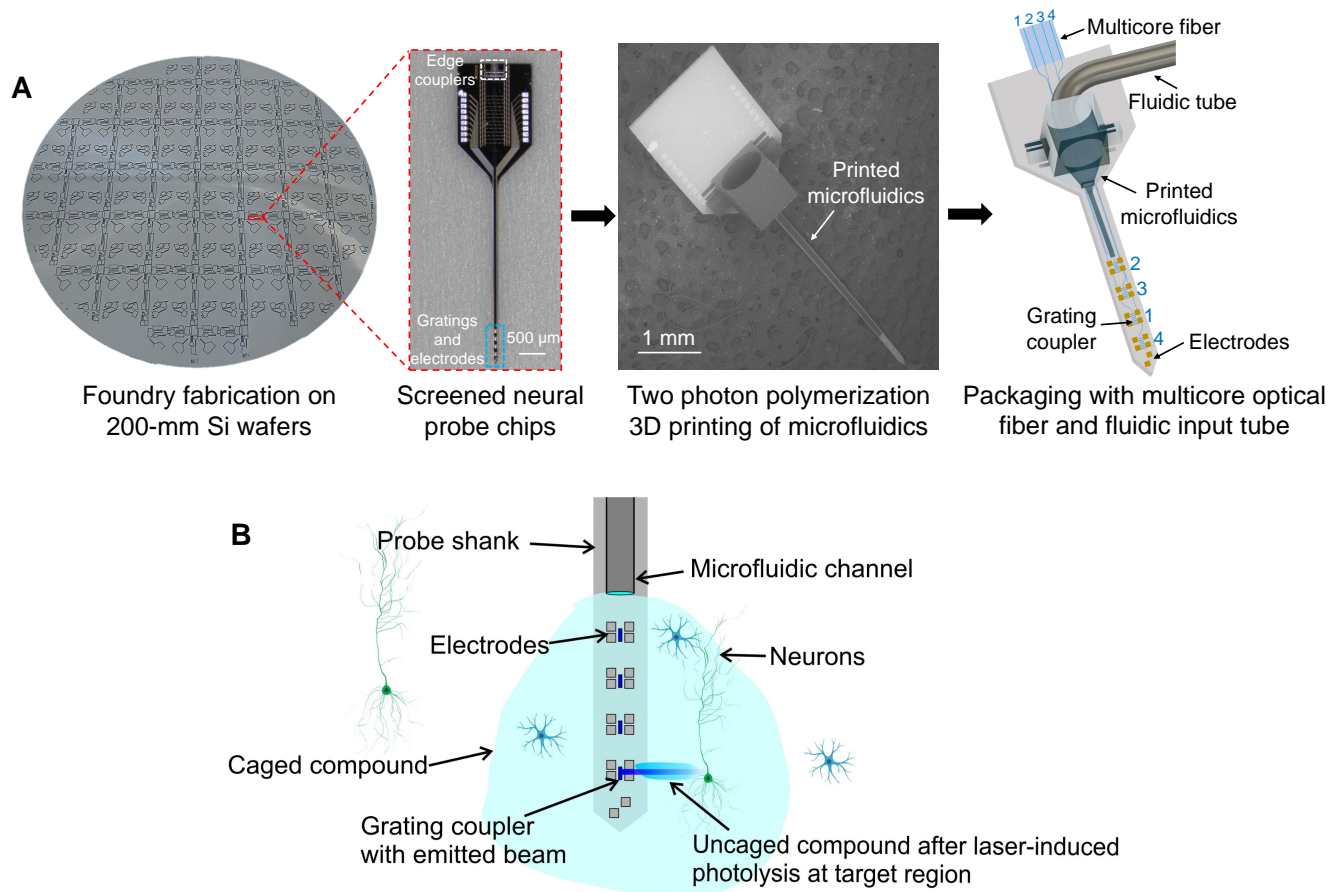 A
Edge
couplers
Gratings
and
electrodes
500 µm
Foundry fabrication on
200-mm Si wafers
Screened neural
probe chips
Printed
microfluidics
1 mm
Two photon polymerization
3D printing of microfluidics
1 2 3 4
Multicore fiber
Fluidic tube
Printed
microfluidics
2
3
1
4
Grating
coupler
Electrodes
Packaging with multicore optical
fiber and fluidic input tube
B
Probe shank
Microfluidic channel
Electrodes
Neurons
Caged compound
Grating coupler
with emitted beam
Uncaged compound after laser-induced
photolysis at target region